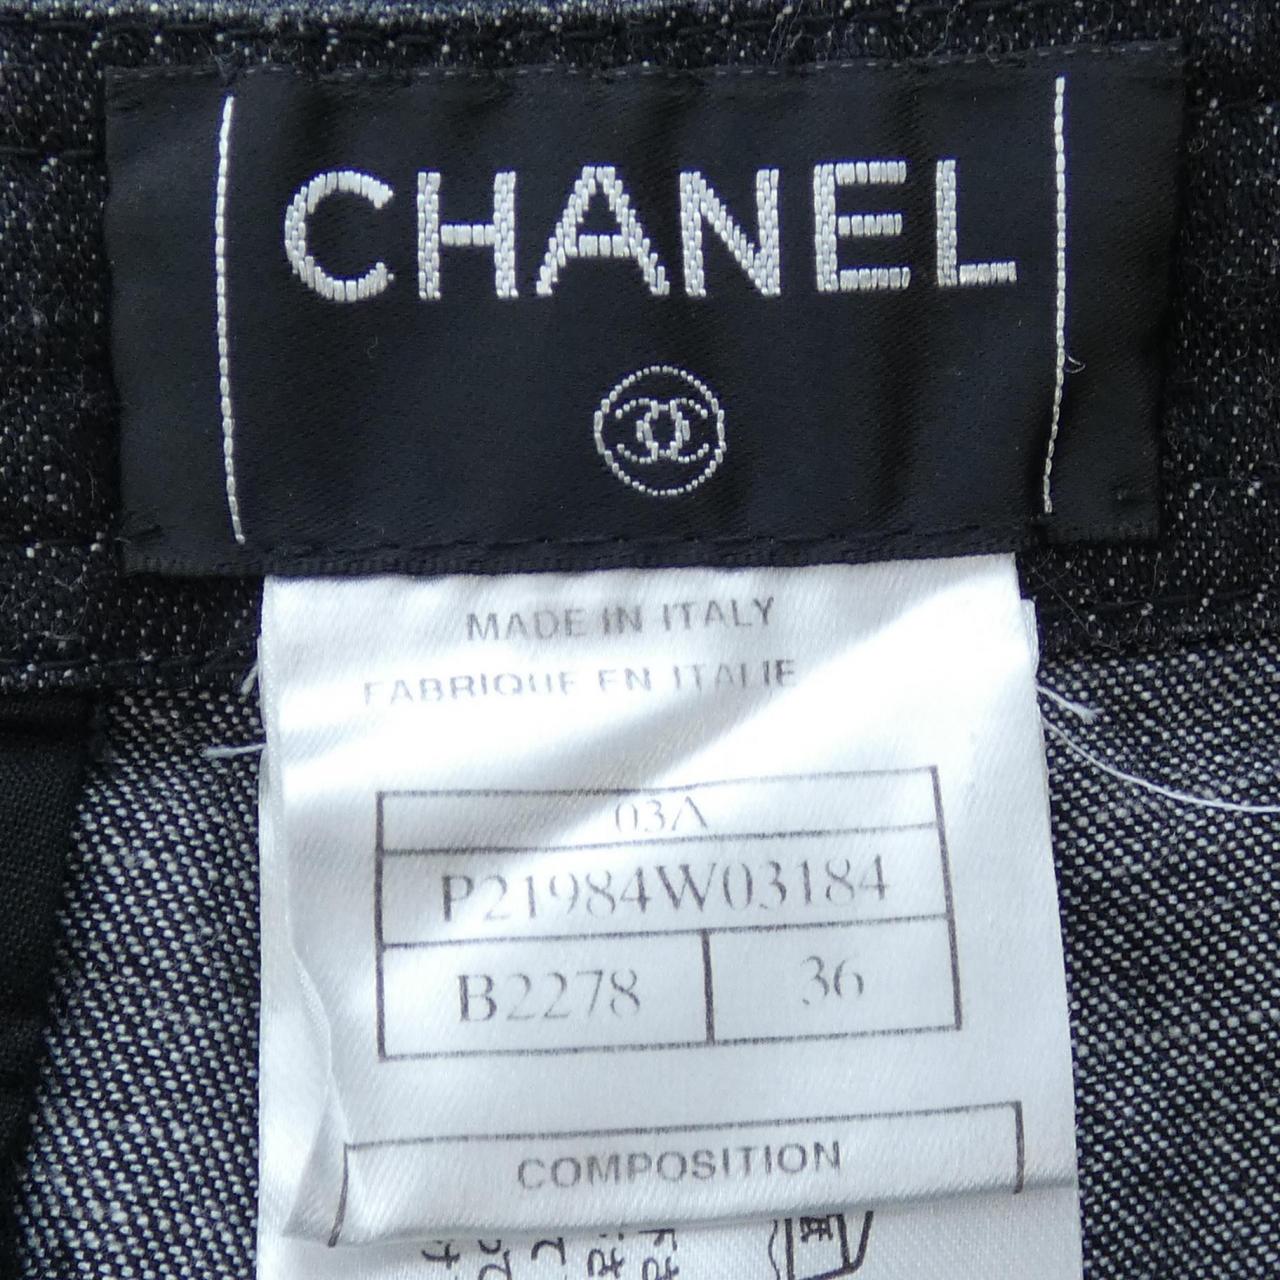 CHANEL
MADE IN ITALY
FABRIQUE EN ITALIE
03A
P21984W03184
B2278 36
COMPOSITION